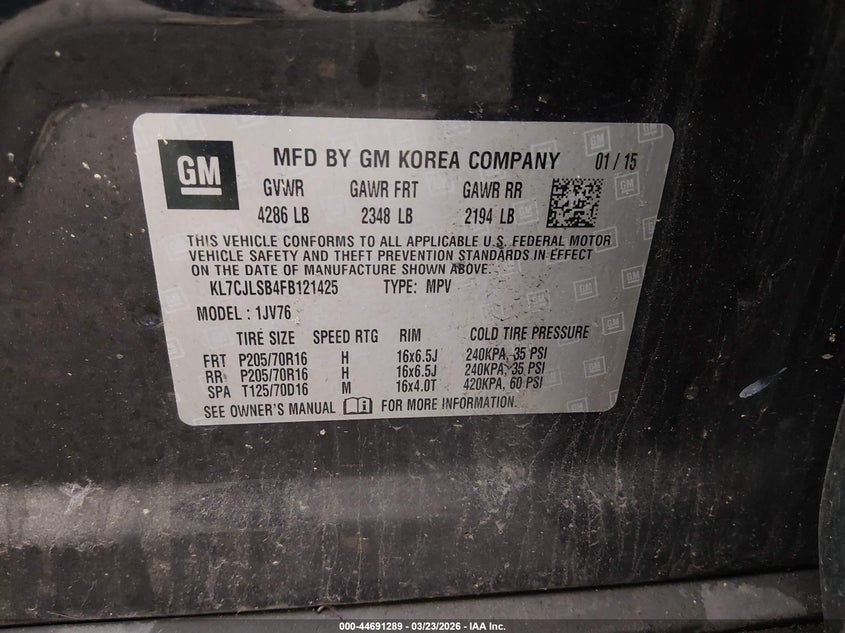 GM
MFD BY GM KOREA COMPANY 01 / 15
GVWR GAWR FRT GAWR RR
4286 LB 2348 LB 2194 LB
THIS VEHICLE CONFORMS TO ALL APPLICABLE U.S. FEDERAL MOTOR
VEHICLE SAFETY AND THEFT PREVENTION STANDARDS IN EFFECT
ON THE DATE OF MANUFACTURE SHOWN ABOVE.
KL7CJLSB4FB121425 TYPE: MPV
MODEL : 1JV76
TIRE SIZE SPEED RTG RIM COLD TIRE PRESSURE
FRT P205/70R16 H 16x6.5J 240KPA, 35 PSI
RR P205/70R16 H 16x6.5J 240KPA, 35 PSI
SPA T125/70D16 M 16x4.0T 420KPA, 60 PSI
SEE OWNER'S MANUAL FOR MORE INFORMATION.
000-44691289 - 03/23/2026 - IAA Inc.